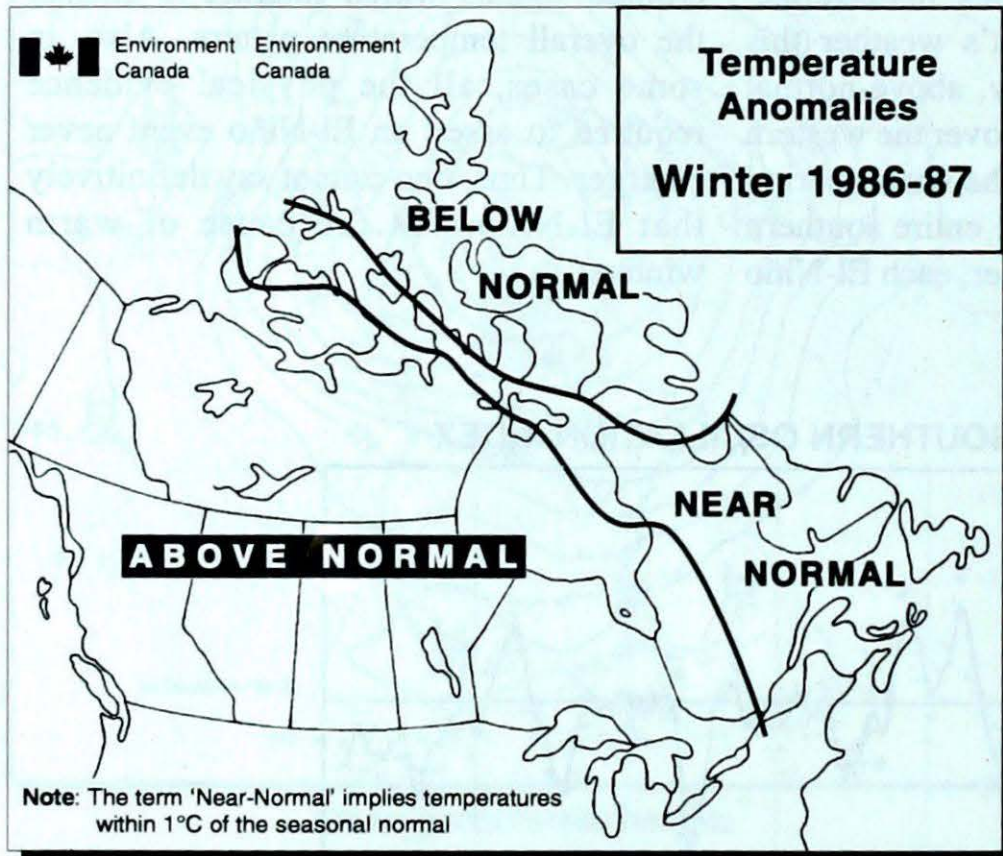 Environment Environnement
Canada Canada
Temperature
Anomalies
Winter 1986-87
BELOW
NORMAL
NEAR
NORMAL
ABOVE NORMAL
Note: The term 'Near-Normal' implies temperatures
within 1°C of the seasonal normal